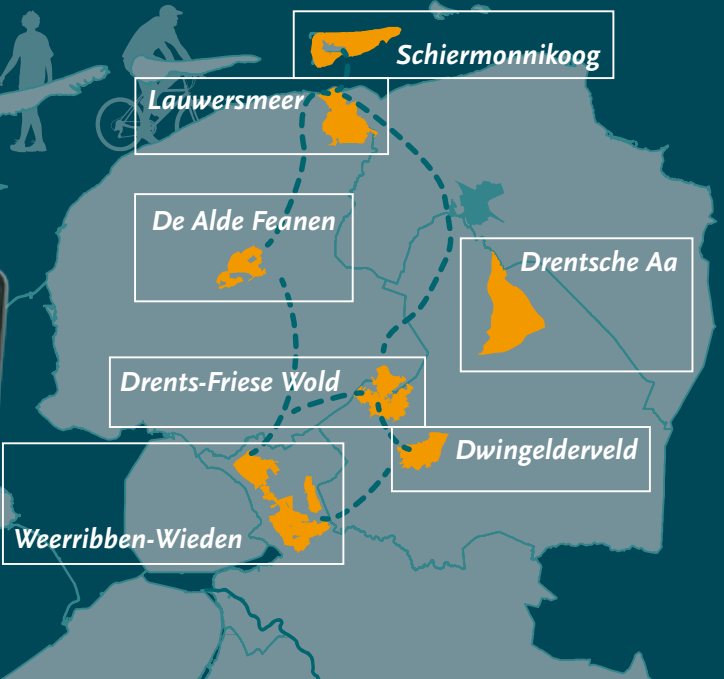 Schiermonnikoog
Lauwersmeer
De Alde Feanen
Drentsche Aa
Drents-Friese Wold
Dwingelderveld
Weerribben-Wieden